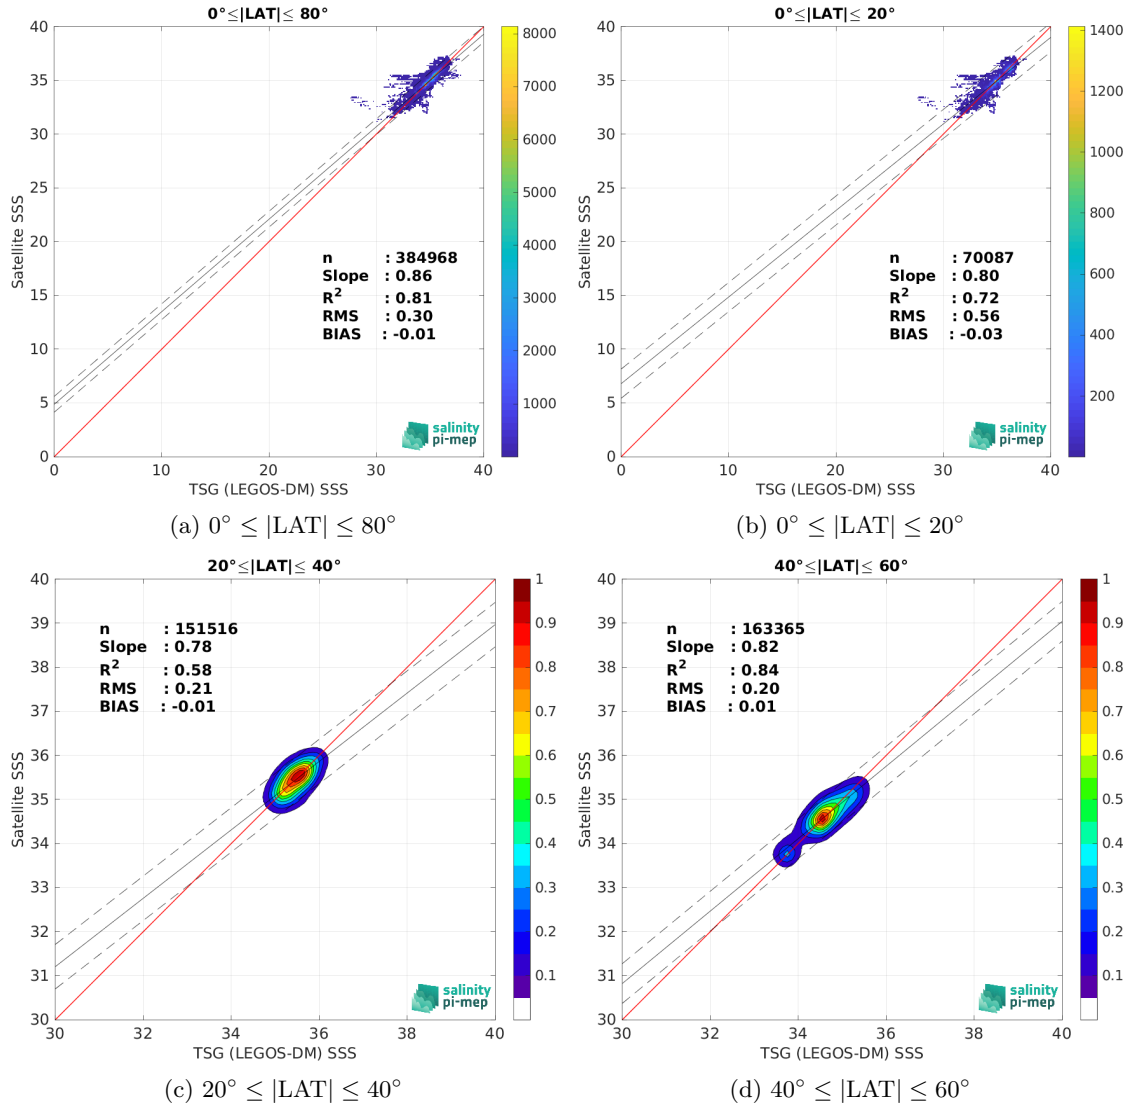 0°≤|LAT|≤ 80°
40
35
30
25
20
15
10
5
0
0
10
20
30
40
Satellite SSS
TSG (LEGOS-DM) SSS
n : 384968
Slope : 0.86
R² : 0.81
RMS : 0.30
BIAS : -0.01
salinity
pi-mep
8000
7000
6000
5000
4000
3000
2000
1000
(a) 0° ≤ |LAT| ≤ 80°
0°≤|LAT|≤ 20°
40
35
30
25
20
15
10
5
0
0
10
20
30
40
Satellite SSS
TSG (LEGOS-DM) SSS
n : 70087
Slope : 0.80
R² : 0.72
RMS : 0.56
BIAS : -0.03
salinity
pi-mep
1400
1200
1000
800
600
400
200
(b) 0° ≤ |LAT| ≤ 20°
20°≤|LAT|≤ 40°
40
39
38
37
36
35
34
33
32
31
30
30
32
34
36
38
40
Satellite SSS
TSG (LEGOS-DM) SSS
n : 151516
Slope : 0.78
R² : 0.58
RMS : 0.21
BIAS : -0.01
salinity
pi-mep
1
0.9
0.8
0.7
0.6
0.5
0.4
0.3
0.2
0.1
(c) 20° ≤ |LAT| ≤ 40°
40°≤|LAT|≤ 60°
40
39
38
37
36
35
34
33
32
31
30
30
32
34
36
38
40
Satellite SSS
TSG (LEGOS-DM) SSS
n : 163365
Slope : 0.82
R² : 0.84
RMS : 0.20
BIAS : 0.01
salinity
pi-mep
1
0.9
0.8
0.7
0.6
0.5
0.4
0.3
0.2
0.1
(d) 40° ≤ |LAT| ≤ 60°